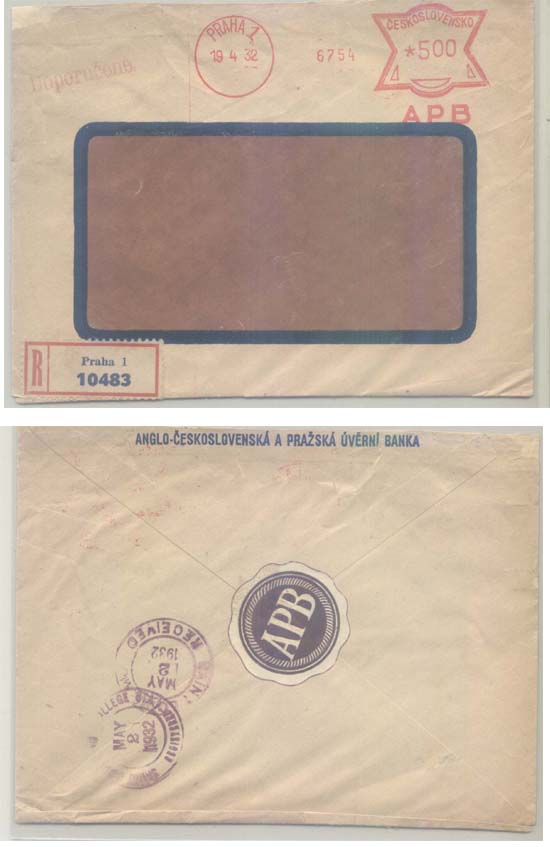 Doporučeně
PRAHA 1.
19 4 32
6754
ČESKOSLOVENSKO
*500
APB
R
Praha 1
10483
ANGLO-ČESKOSLOVENSKÁ A PRAŽSKÁ ÚVĚRNÍ BANKA
APB
RECEIVED
MAY
2
1932
MAY
2
1932